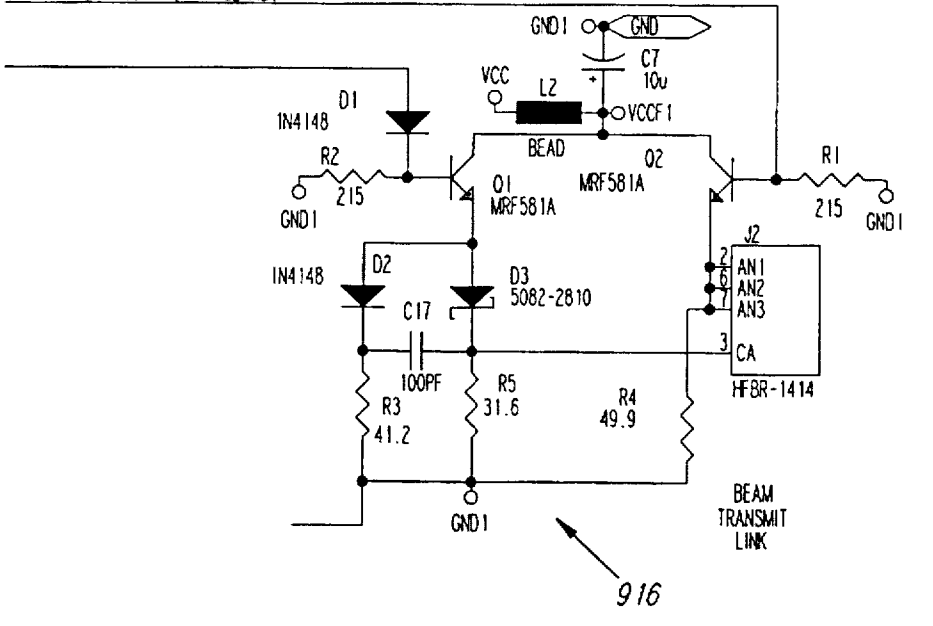 GND1 GND
C7
10u
VCC L2 VCCF1
BEAD
D1
1N4148
R2
215
GND1
Q1
MRF581A
Q2
MRF581A
R1
215
GND1
J2
2 AN1
6 AN2
7 AN3
3 CA
HFBR-1414
1N4148 D2
D3
5082-2810
C17
100PF
R3
41.2
R5
31.6
R4
49.9
GND1
BEAM
TRANSMIT
LINK
916